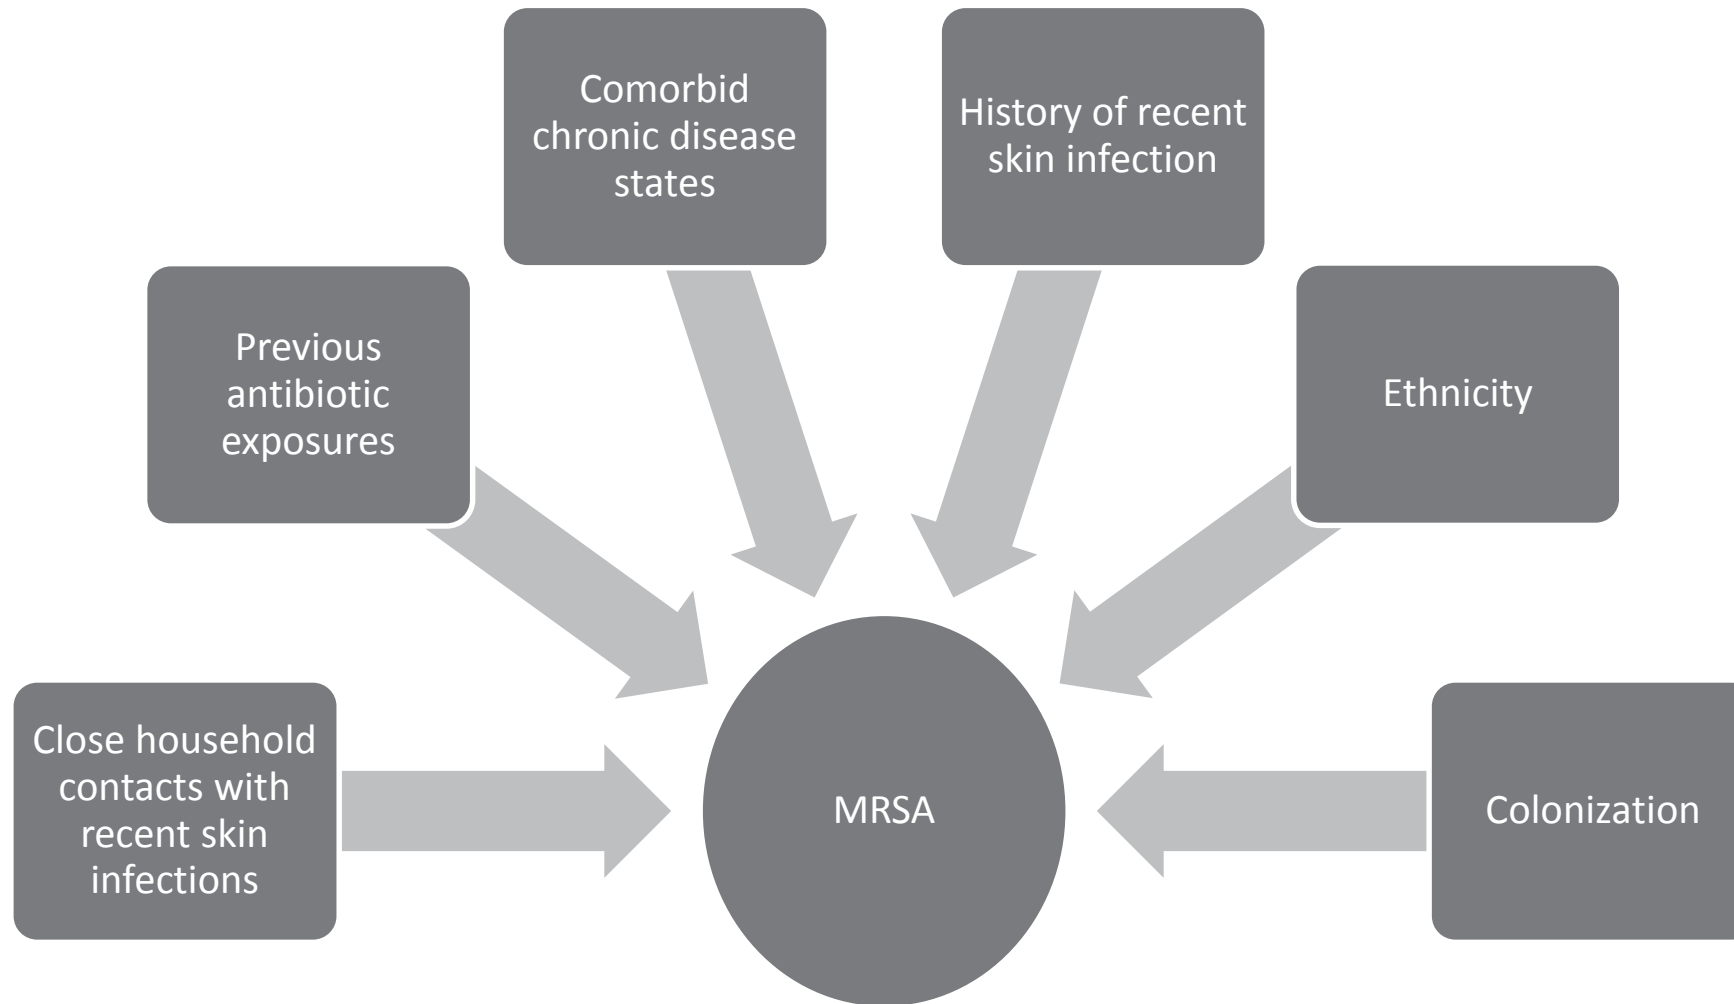 Comorbid
chronic disease
states
History of recent
skin infection
Previous
antibiotic
exposures
Ethnicity
Close household
contacts with
recent skin
infections
MRSA
Colonization